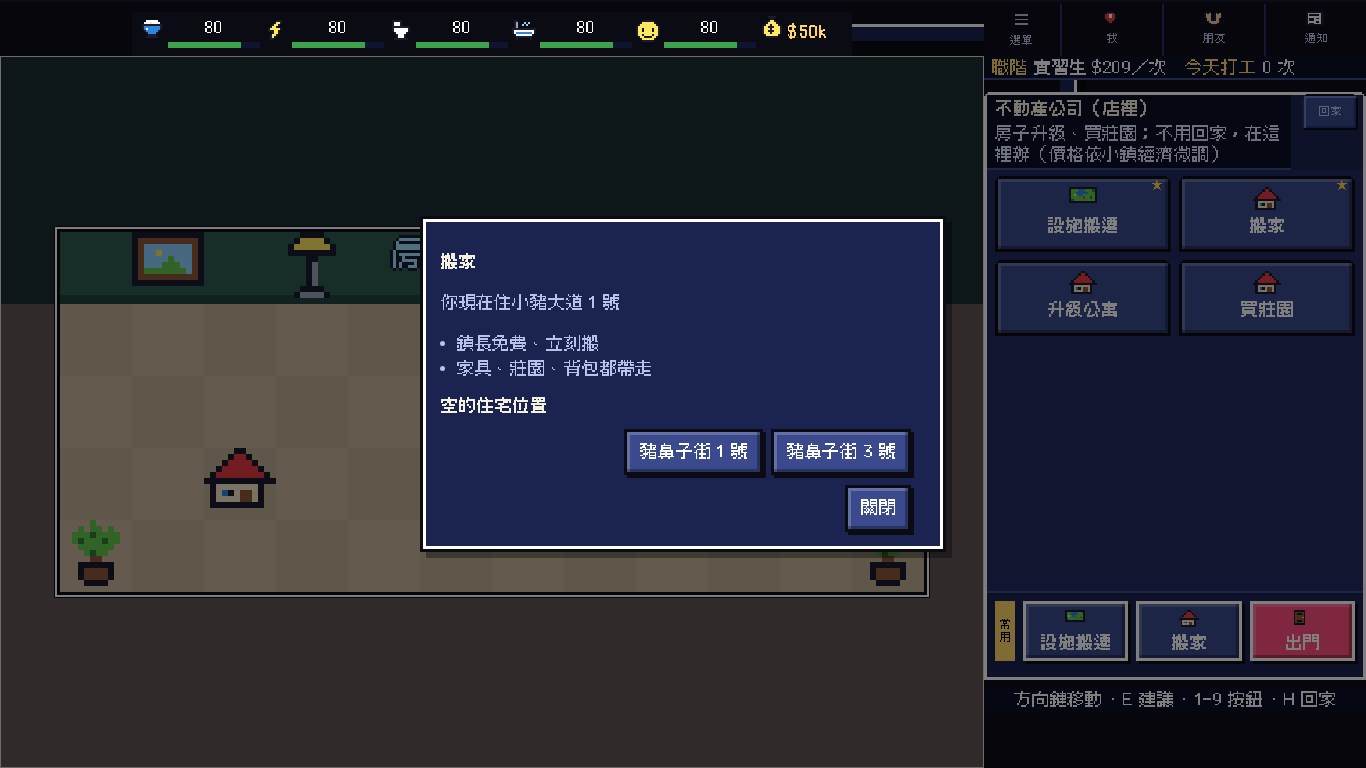 80 80 80 80 80 $50k
選單 我 朋友 通知
職階 實習生 $209／次 今天打工 0 次
不動產公司（店裡）
回家
房子升級、買莊園；不用回家，在這
裡辦（價格依小鎮經濟微調）
設施搬遷 搬家
升級公寓 買莊園
搬家
你現在住小豬大道 1 號
• 鎮長免費、立刻搬
• 家具、莊園、背包都帶走
空的住宅位置
豬鼻子街 1 號 豬鼻子街 3 號
關閉
常用
設施搬遷 搬家 出門
方向鍵移動 · E 建議 · 1-9 按鈕 · H 回家